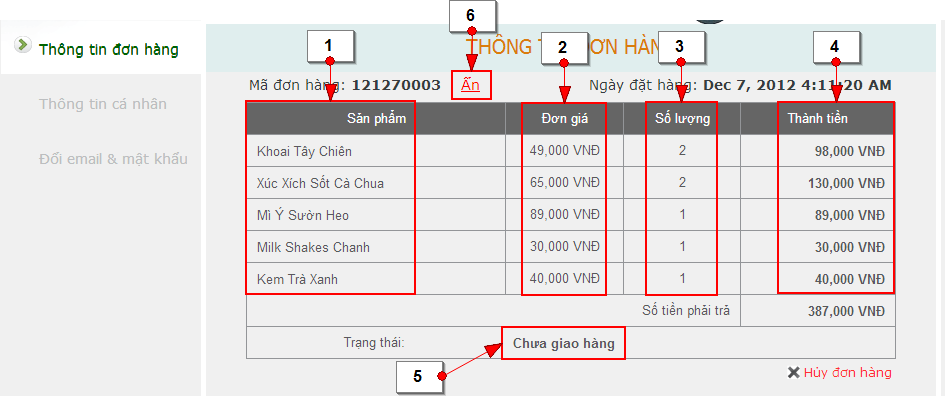 6
Thông tin đơn hàng
1
THÔNG T ĐƠN HÀN
2
3
4
Mã đơn hàng: 121270003 Ẩn Ngày đặt hàng: Dec 7, 2012 4:11:20 AM
Sản phẩm Đơn giá Số lượng Thành tiền
Thông tin cá nhân
Khoai Tây Chiên 49,000 VNĐ 2 98,000 VNĐ
Đổi email & mật khẩu
Xúc Xích Sốt Cà Chua 65,000 VNĐ 2 130,000 VNĐ
Mì Ý Sườn Heo 89,000 VNĐ 1 89,000 VNĐ
Milk Shakes Chanh 30,000 VNĐ 1 30,000 VNĐ
Kem Trà Xanh 40,000 VNĐ 1 40,000 VNĐ
Số tiền phải trả 387,000 VNĐ
Trạng thái: Chưa giao hàng
5
Hủy đơn hàng